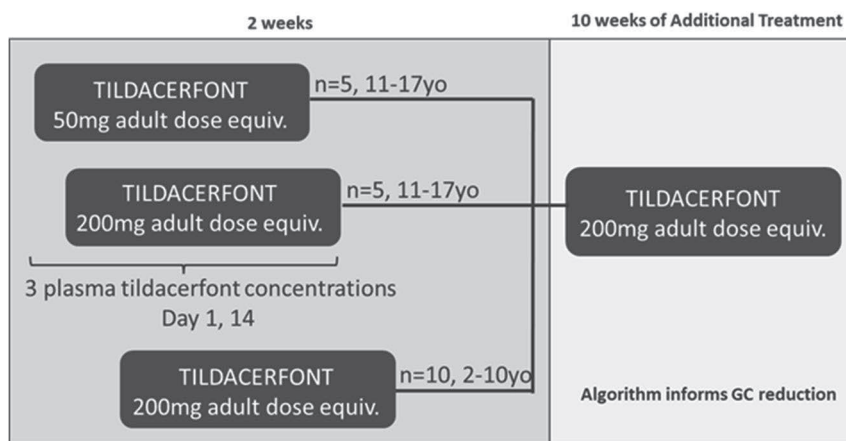 2 weeks
10 weeks of Additional Treatment
TILDACERFONT
50mg adult dose equiv.
n=5, 11-17yo
TILDACERFONT
200mg adult dose equiv.
n=5, 11-17yo
TILDACERFONT
200mg adult dose equiv.
3 plasma tildacerfont concentrations
Day 1, 14
TILDACERFONT
200mg adult dose equiv.
n=10, 2-10yo
Algorithm informs GC reduction